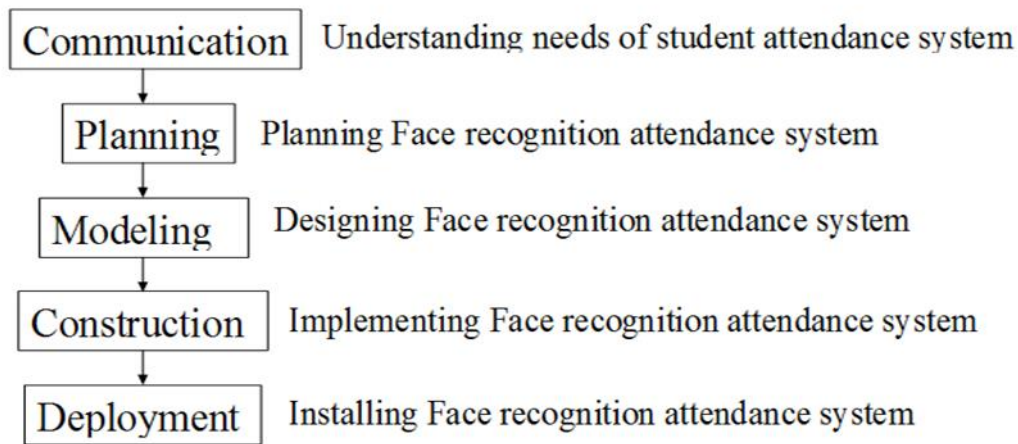 Communication Understanding needs of student attendance system
Planning Planning Face recognition attendance system
Modeling Designing Face recognition attendance system
Construction Implementing Face recognition attendance system
Deployment Installing Face recognition attendance system